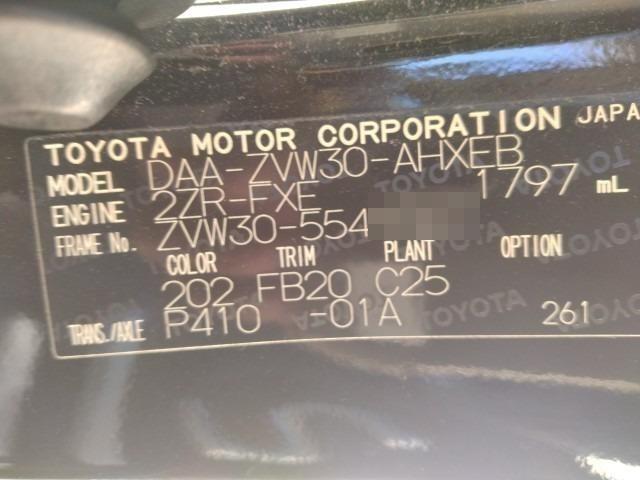 TOYOTA MOTOR CORPORATION JAPA
MODEL DAA-ZVW30-AHXEB
ENGINE 2ZR-FXE 1797 mL
FRAME No. ZVW30-554
COLOR TRIM PLANT OPTION
202 FB20 C25
TRANS./AXLE P410 -01A 261